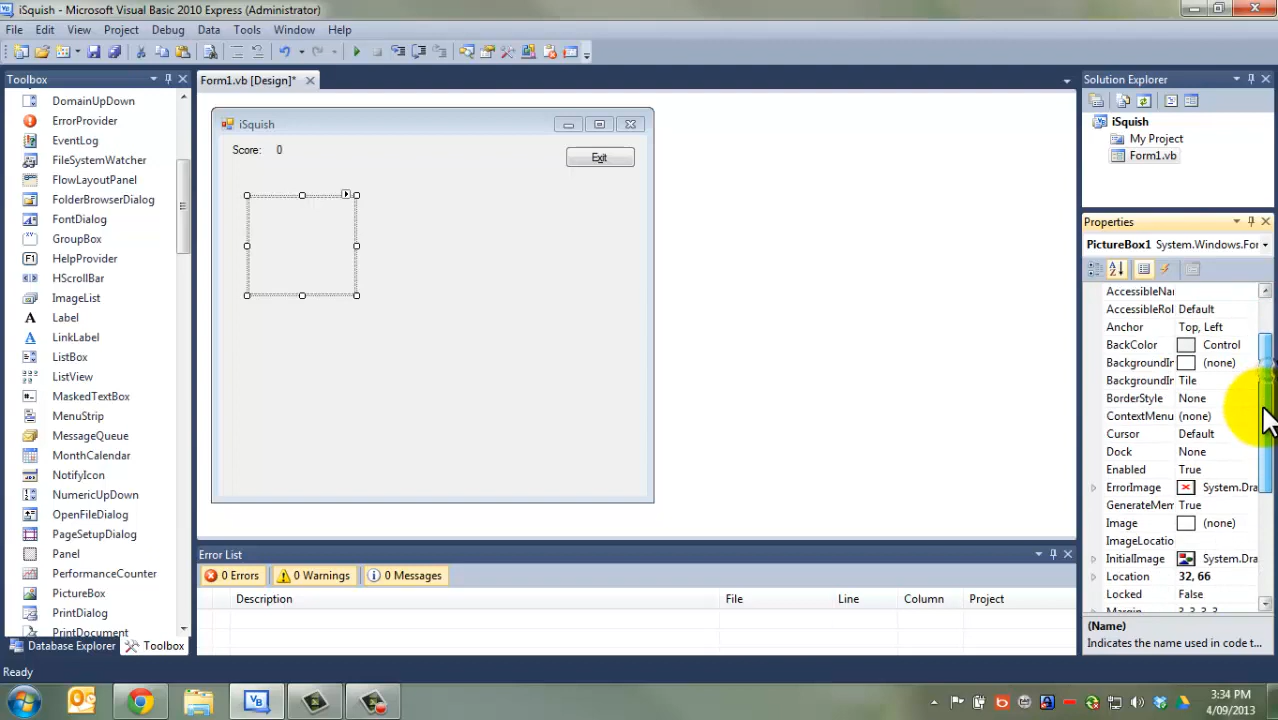 iSquish - Microsoft Visual Basic 2010 Express (Administrator)
File Edit View Project Debug Data Tools Window Help
Toolbox
Form1.vb [Design]*
Solution Explorer
DomainUpDown
ErrorProvider
EventLog
FileSystemWatcher
FlowLayoutPanel
FolderBrowserDialog
FontDialog
GroupBox
HelpProvider
HScrollBar
ImageList
Label
LinkLabel
ListBox
ListView
MaskedTextBox
MenuStrip
MessageQueue
MonthCalendar
NotifyIcon
NumericUpDown
OpenFileDialog
PageSetupDialog
Panel
PerformanceCounter
PictureBox
PrintDialog
PrintDocument
Database Explorer Toolbox
iSquish
Score: 0
Exit
iSquish
My Project
Form1.vb
Properties
PictureBox1 System.Windows.For
AccessibleNar
AccessibleRol Default
Anchor Top, Left
BackColor Control
BackgroundIr (none)
BackgroundIr Tile
BorderStyle None
ContextMenu (none)
Cursor Default
Dock None
Enabled True
ErrorImage System.Dra
GenerateMem True
Image (none)
ImageLocatio
InitialImage System.Dra
Location 32, 66
Locked False
Margin 3, 3, 3, 3
(Name)
Indicates the name used in code t...
Error List
0 Errors 0 Warnings 0 Messages
Description File Line Column Project
Ready
3:34 PM
4/09/2013